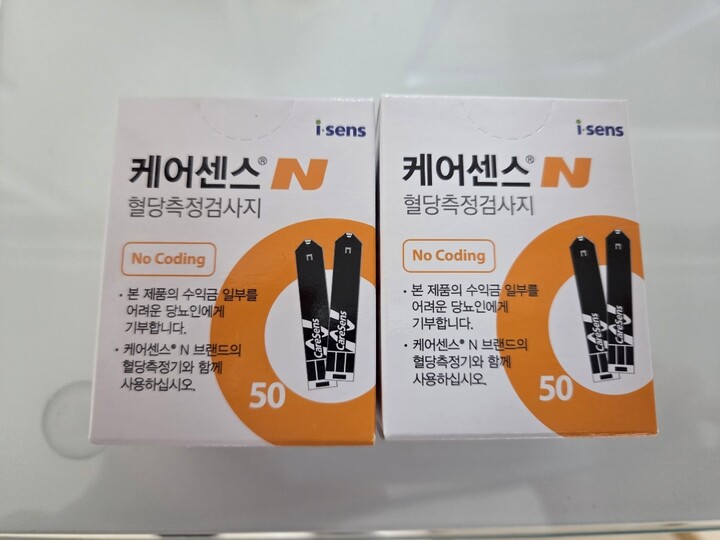 i·sens
케어센스® N
혈당측정검사지
No Coding
· 본 제품의 수익금 일부를
어려운 당뇨인에게
기부합니다.
· 케어센스® N 브랜드의
혈당측정기와 함께
사용하십시오.
CareSens
N
CareSens
N
50
i·sens
케어센스® N
혈당측정검사지
No Coding
· 본 제품의 수익금 일부를
어려운 당뇨인에게
기부합니다.
· 케어센스® N 브랜드의
혈당측정기와 함께
사용하십시오.
CareSens
N
CareSens
N
50